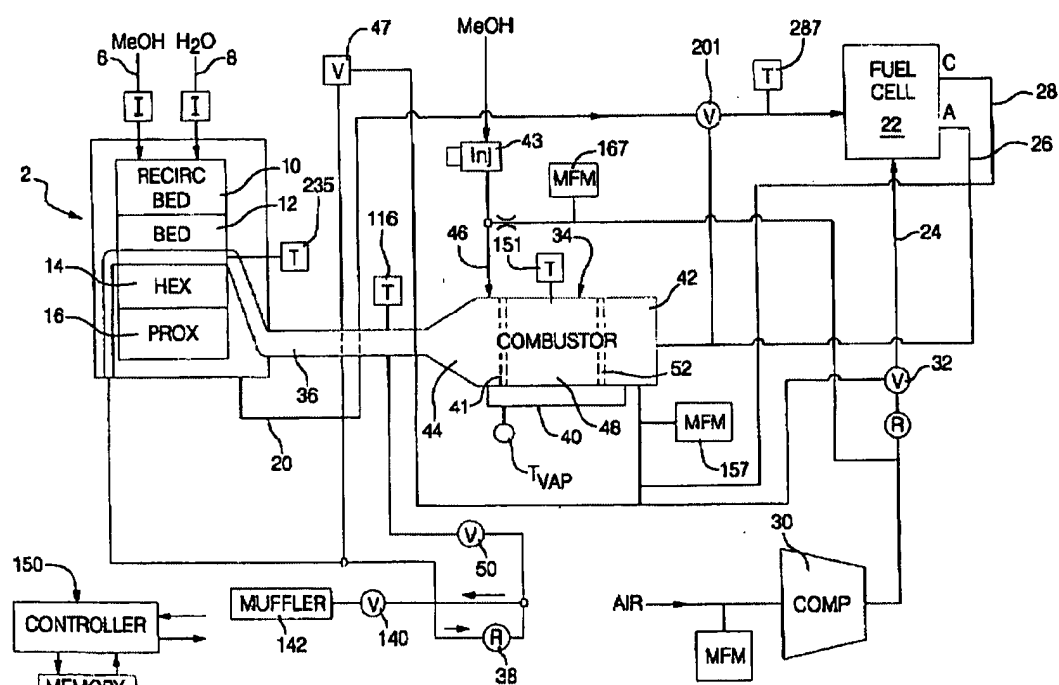 MeOH H₂O 47 MeOH
6 8 V 201 287
T FUEL CELL 22 C
I I A 28
2 RECIRC BED 10 26
Inj 43 V
12 235 MFM 167
BED 116 24
T 46 151 T 34 42
14 HEX T
16 PROX COMBUSTOR
36 44 41 48 52 V 32
40 R
20 TVAP MFM 157
V 50 30
150 MUFFLER V AIR COMP
CONTROLLER 142 140
R 38 MFM
MEMORY